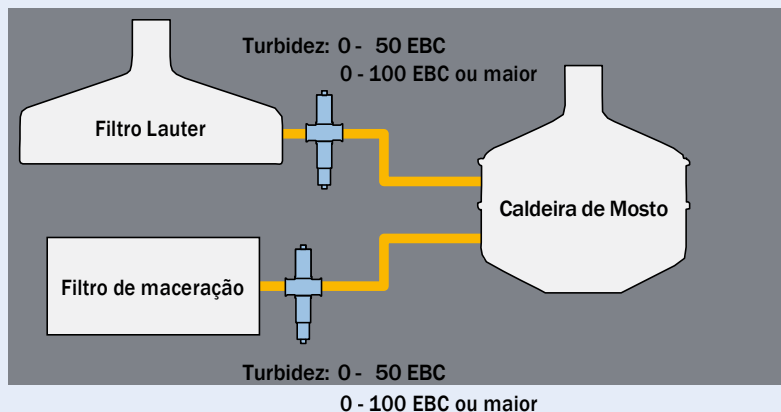 Turbidez: 0 - 50 EBC
0 - 100 EBC ou maior
Filtro Lauter
Caldeira de Mosto
Filtro de maceração
Turbidez: 0 - 50 EBC
0 - 100 EBC ou maior